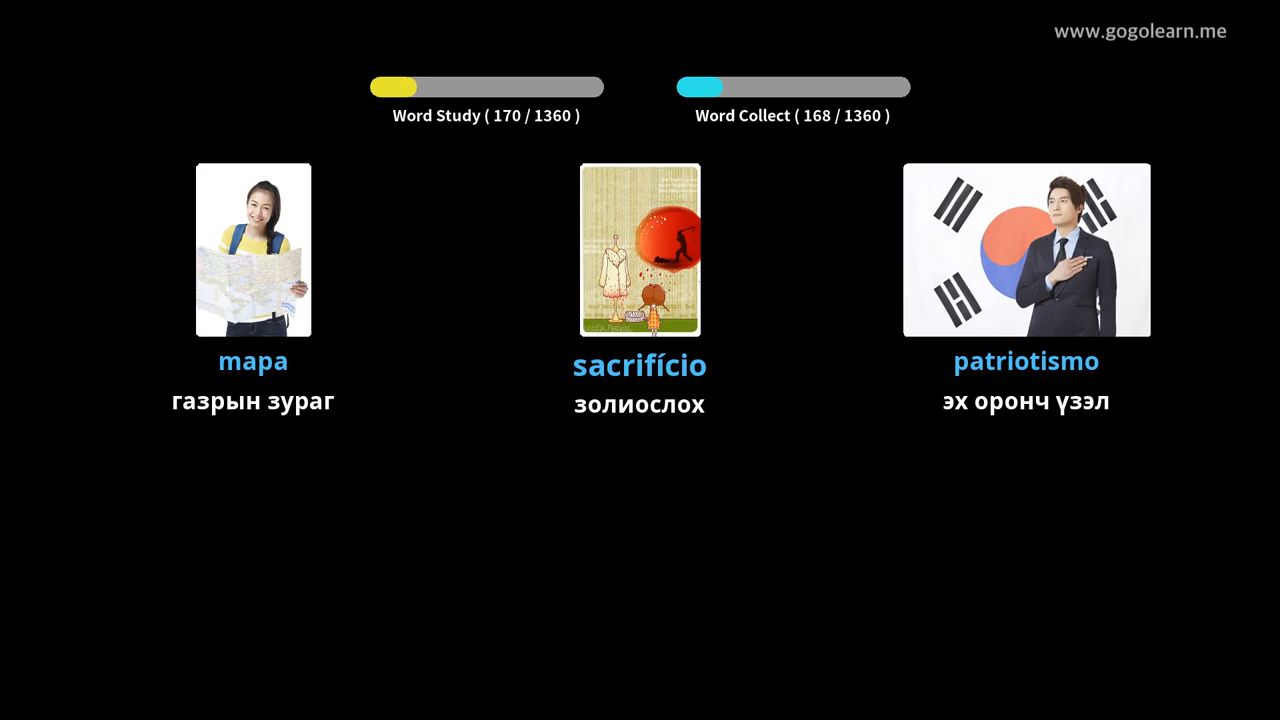 www.gogolearn.me
Word Study ( 170 / 1360 )
Word Collect ( 168 / 1360 )
mapa
sacrifício
patriotismo
газрын зураг
золиослох
эх оронч үзэл